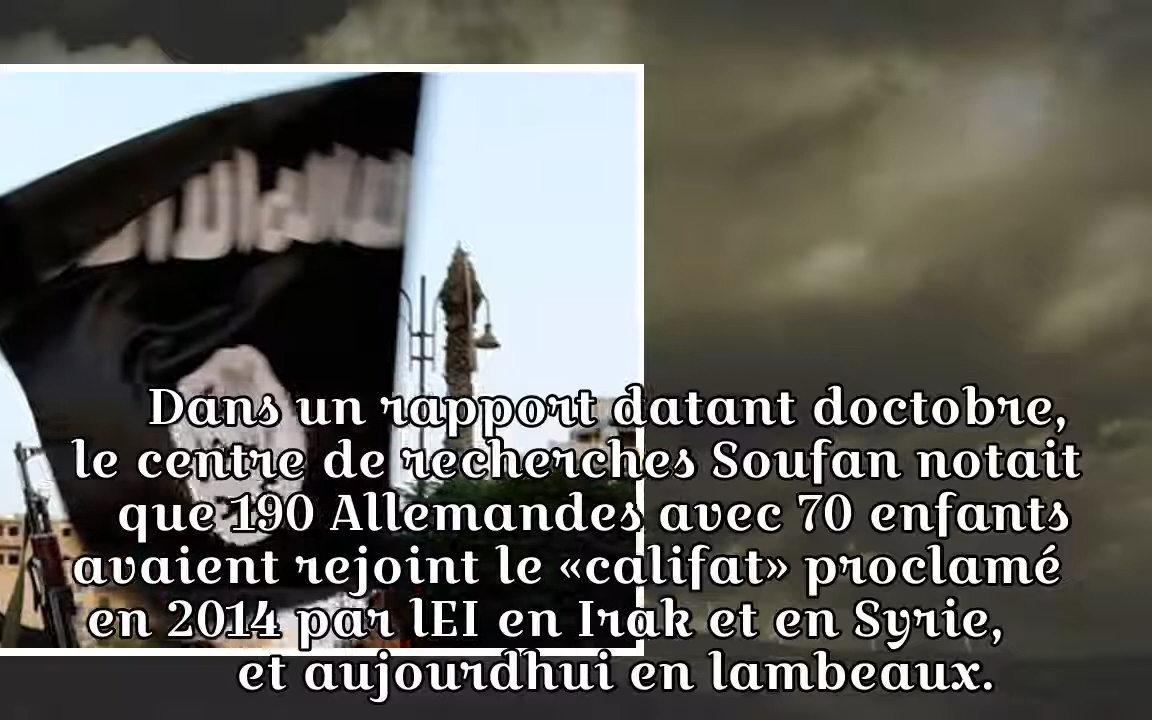 Dans un rapport datant doctobre,
le centre de recherches Soufan notait
que 190 Allemandes avec 70 enfants
avaient rejoint le «califat» proclamé
en 2014 par lEI en Irak et en Syrie,
et aujourdhui en lambeaux.